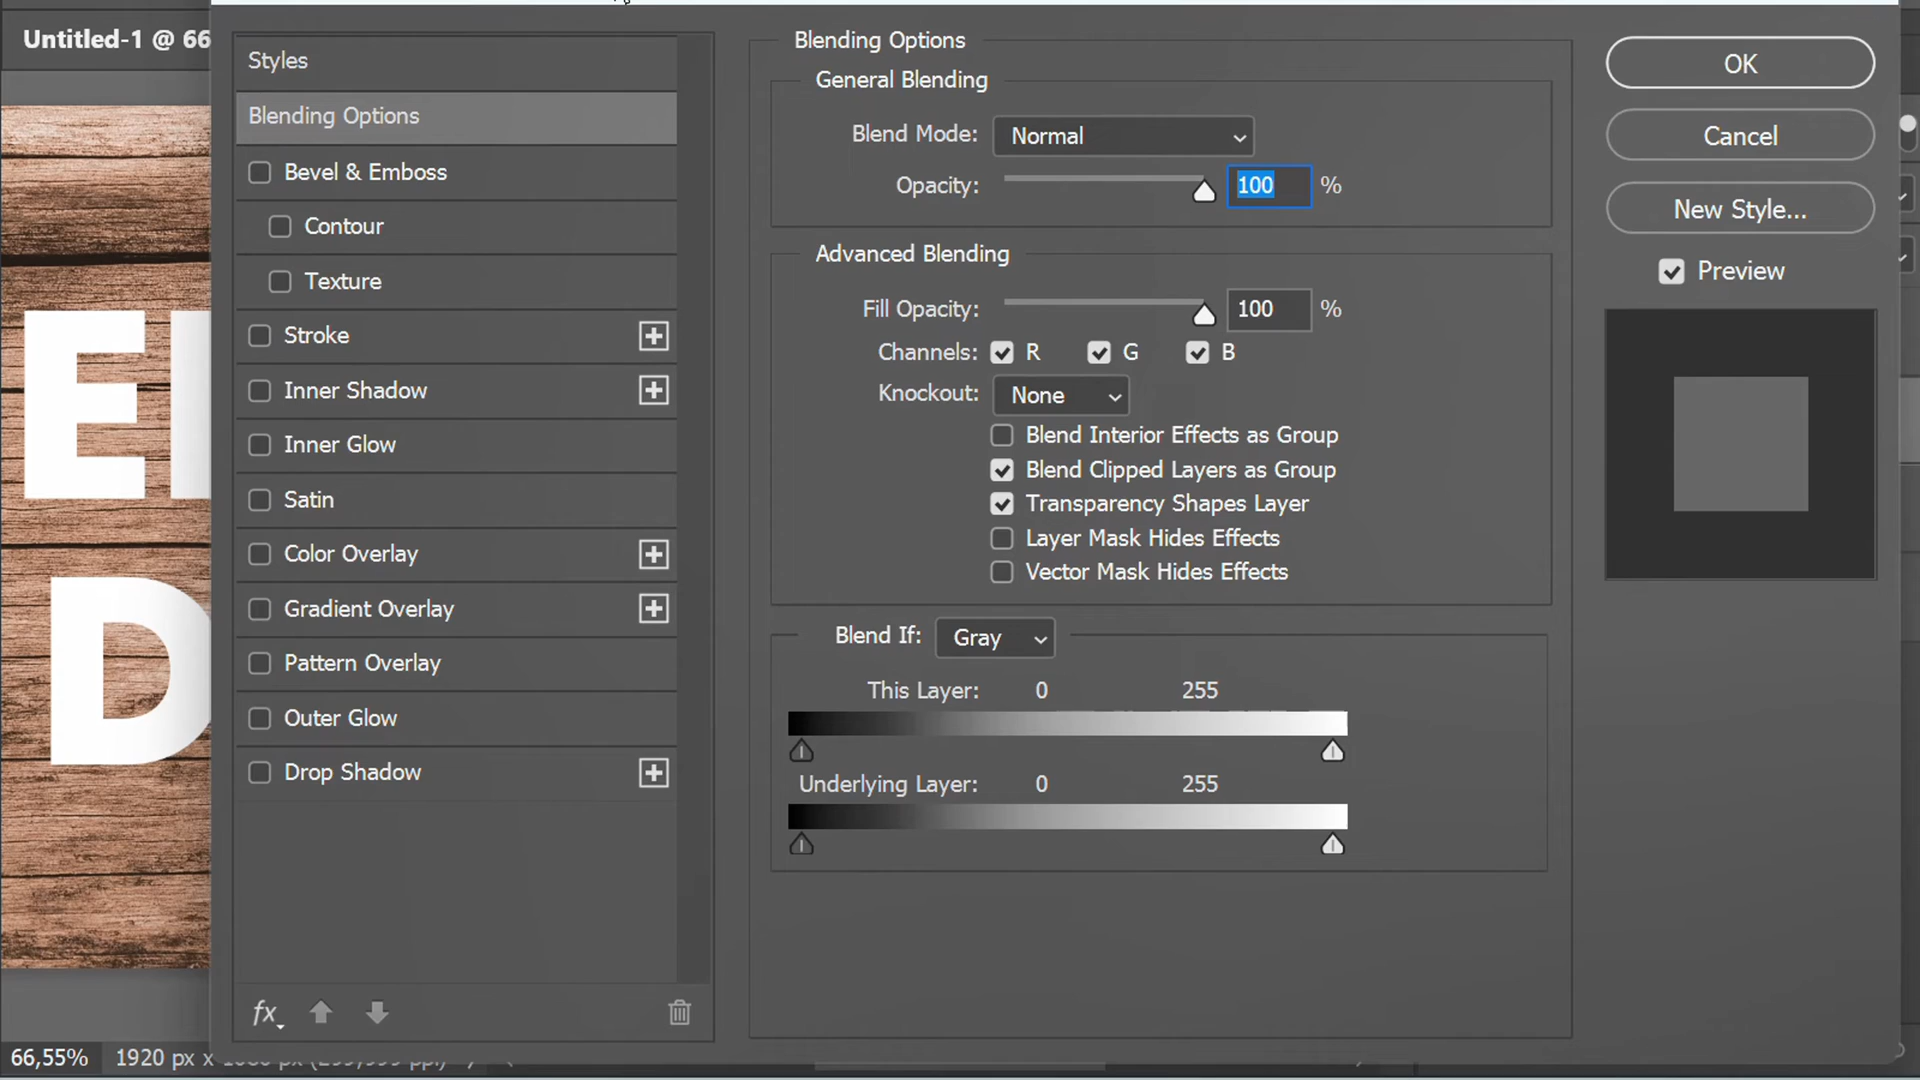 Untitled-1 @ 66
Styles
Blending Options
Bevel & Emboss
Contour
Texture
Stroke
Inner Shadow
Inner Glow
Satin
Color Overlay
Gradient Overlay
Pattern Overlay
Outer Glow
Drop Shadow
fx
Blending Options
General Blending
Blend Mode: Normal
Opacity: 100 %
Advanced Blending
Fill Opacity: 100 %
Channels: R G B
Knockout: None
Blend Interior Effects as Group
Blend Clipped Layers as Group
Transparency Shapes Layer
Layer Mask Hides Effects
Vector Mask Hides Effects
Blend If: Gray
This Layer: 0 255
Underlying Layer: 0 255
OK
Cancel
New Style...
Preview
E
D
66,55% 1920 px x